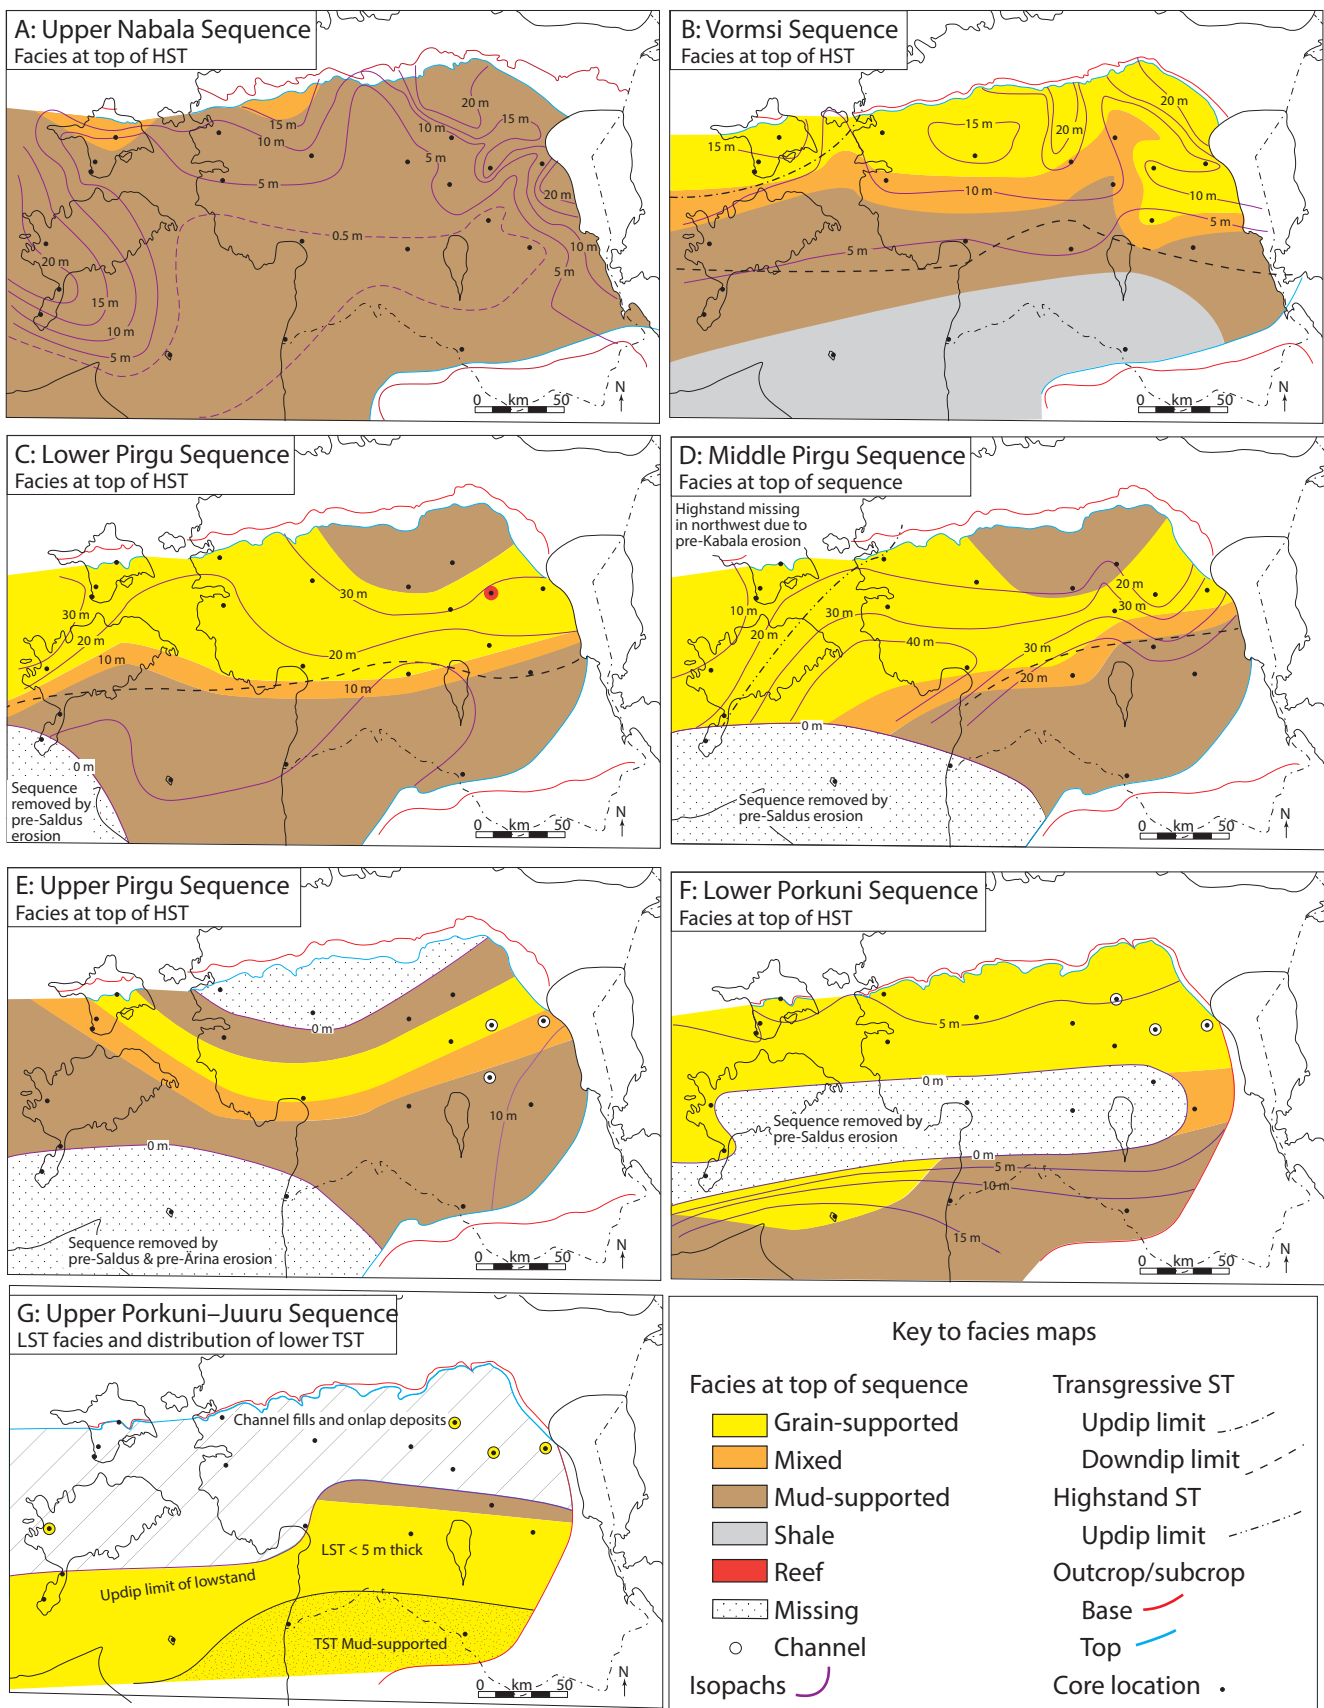 A: Upper Nabala Sequence
Facies at top of HST
20 m
15 m
10 m
15 m
10 m
5 m
5 m
20 m
0.5 m
10 m
5 m
20 m
15 m
10 m
5 m
0 km 50
N
B: Vormsi Sequence
Facies at top of HST
20 m
15 m
20 m
15 m
10 m
10 m
5 m
5 m
0 km 50
N
C: Lower Pirgu Sequence
Facies at top of HST
30 m
30 m
20 m
20 m
10 m
10 m
0 m
Sequence
removed by
pre-Saldus
erosion
0 km 50
N
D: Middle Pirgu Sequence
Facies at top of sequence
Highstand missing
in northwest due to
pre-Kabala erosion
20 m
10 m
30 m
30 m
20 m
40 m
30 m
20 m
0 m
Sequence removed by
pre-Saldus erosion
0 km 50
N
E: Upper Pirgu Sequence
Facies at top of HST
0 m
10 m
0 m
Sequence removed by
pre-Saldus & pre-Ärina erosion
0 km 50
N
F: Lower Porkuni Sequence
Facies at top of HST
5 m
0 m
Sequence removed by
pre-Saldus erosion
0 m
5 m
10 m
15 m
0 km 50
N
G: Upper Porkuni–Juuru Sequence
LST facies and distribution of lower TST
Channel fills and onlap deposits
LST < 5 m thick
Updip limit of lowstand
TST Mud-supported
0 km 50
N
Key to facies maps
Facies at top of sequence
Grain-supported
Mixed
Mud-supported
Shale
Reef
Missing
Channel
Isopachs
Transgressive ST
Updip limit
Downdip limit
Highstand ST
Updip limit
Outcrop/subcrop
Base
Top
Core location